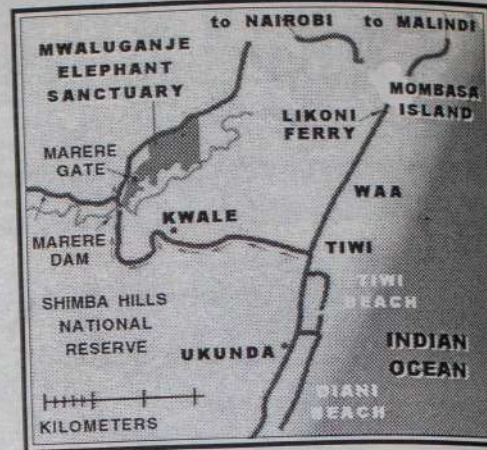 to NAIROBI
to MALINDI
MWALUGANJE
ELEPHANT
SANCTUARY
MOMBASA
ISLAND
LIKONI
FERRY
MARERE
GATE
WAA
KWALE
MARERE
DAM
TIWI
TIWI
BEACH
SHIMBA HILLS
NATIONAL
RESERVE
UKUNDA
INDIAN
OCEAN
DIANI
BEACH
KILOMETERS